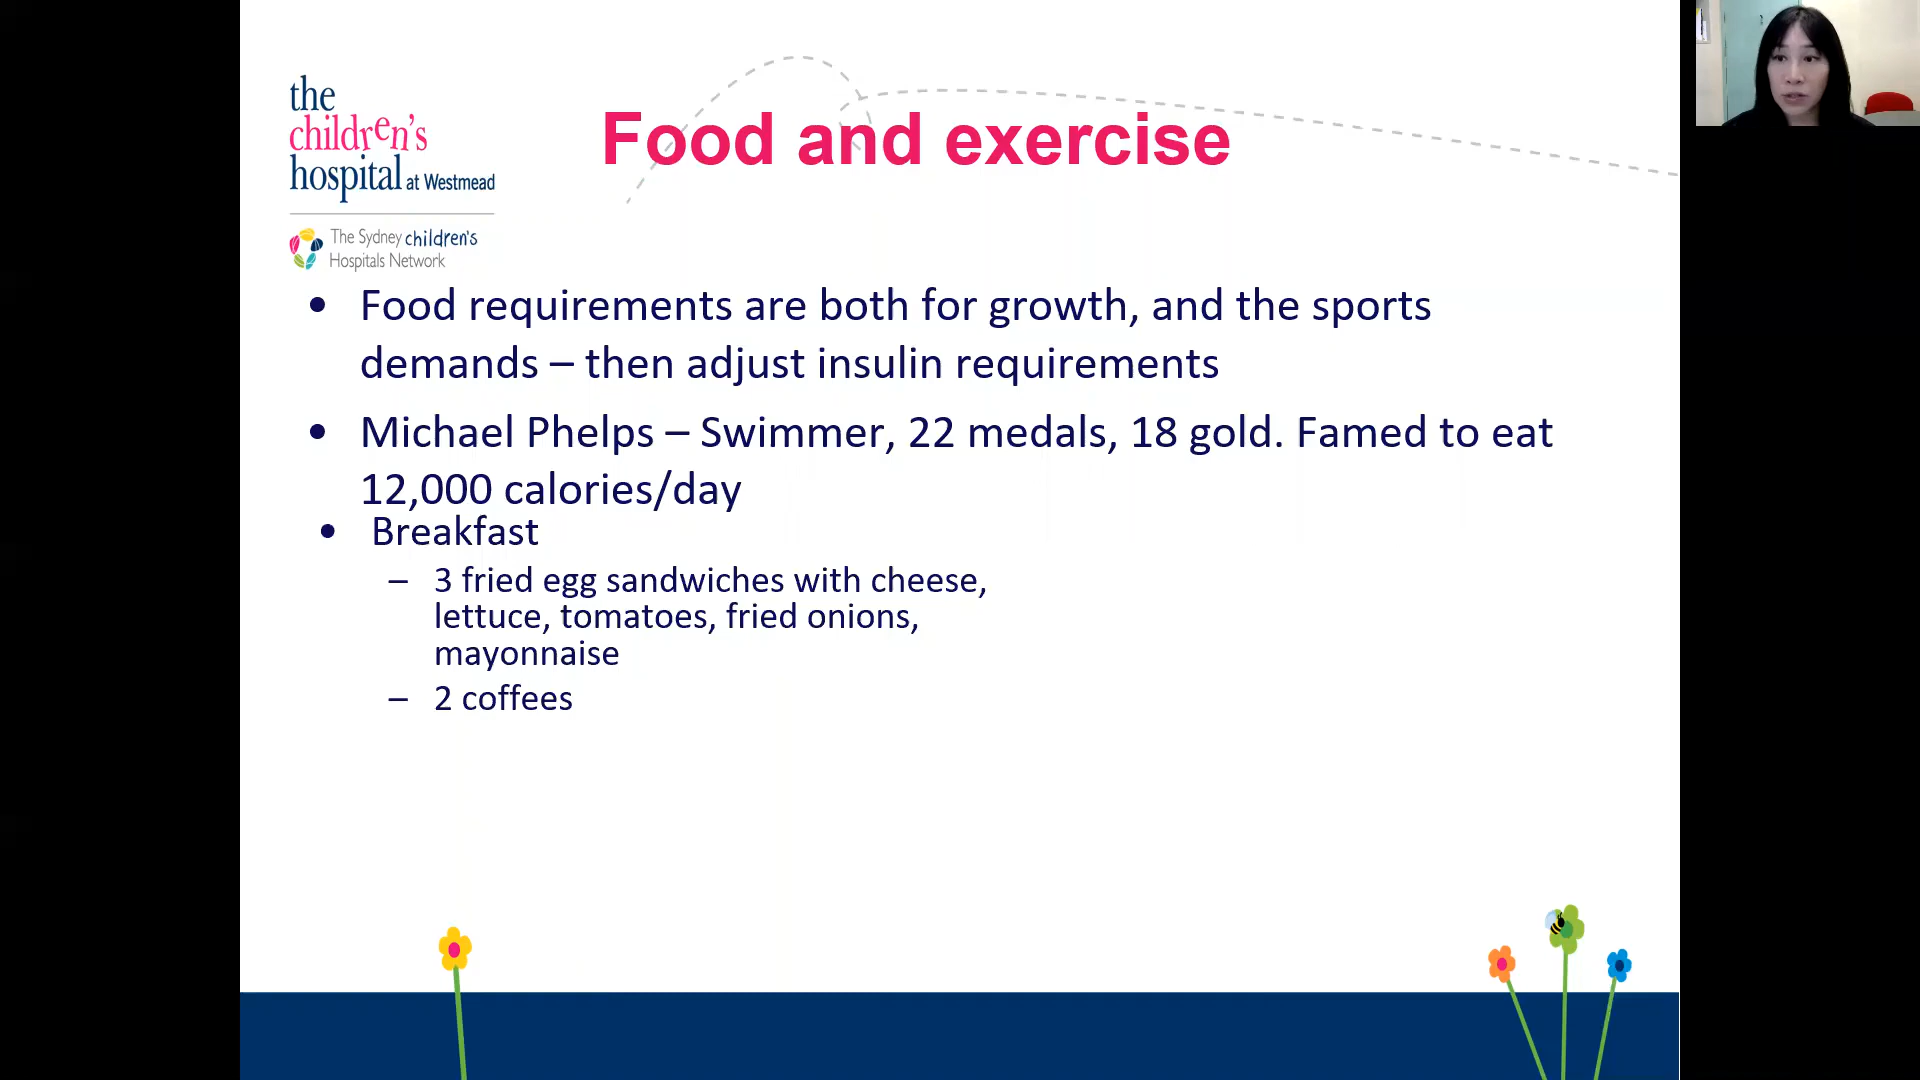 the
children's
hospital at Westmead
The Sydney children's
Hospitals Network
Food and exercise
• Food requirements are both for growth, and the sports
demands – then adjust insulin requirements
• Michael Phelps – Swimmer, 22 medals, 18 gold. Famed to eat
12,000 calories/day
• Breakfast
– 3 fried egg sandwiches with cheese,
lettuce, tomatoes, fried onions,
mayonnaise
– 2 coffees